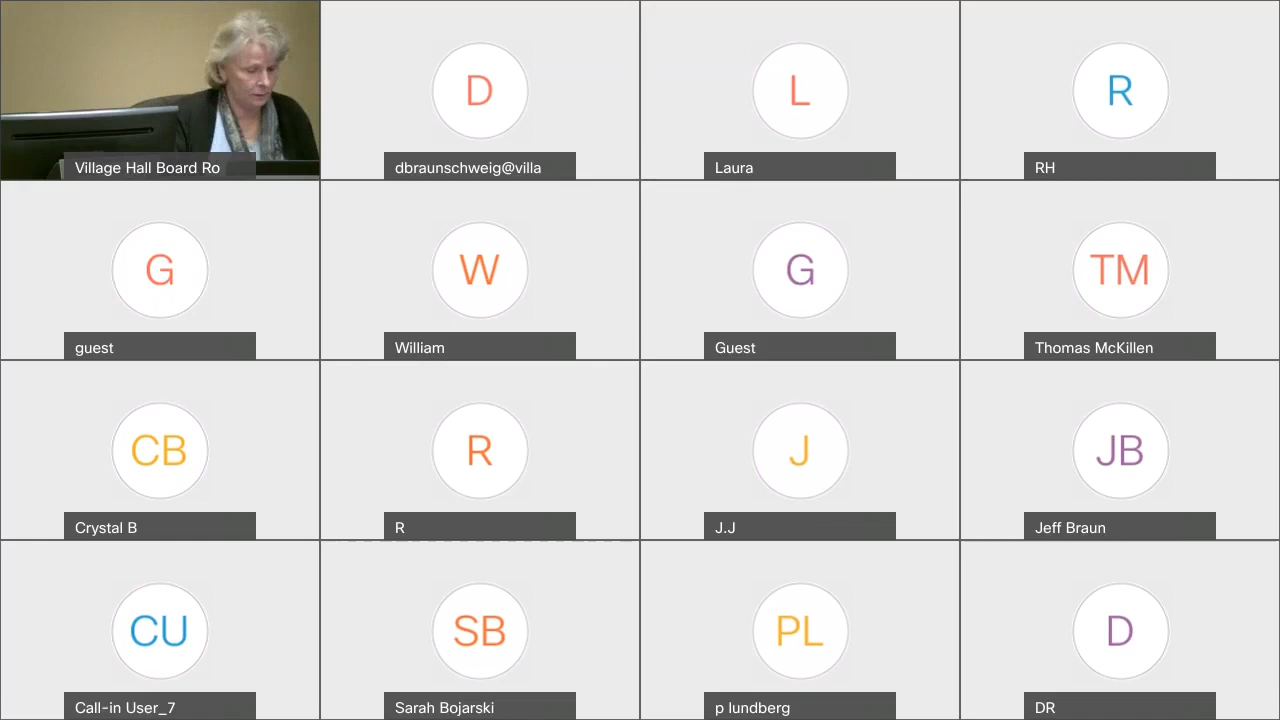 Village Hall Board Ro
D
dbraunschweig@villa
L
Laura
R
RH
G
guest
W
William
G
Guest
TM
Thomas McKillen
CB
Crystal B
R
R
J
J.J
JB
Jeff Braun
CU
Call-in User_7
SB
Sarah Bojarski
PL
p lundberg
D
DR